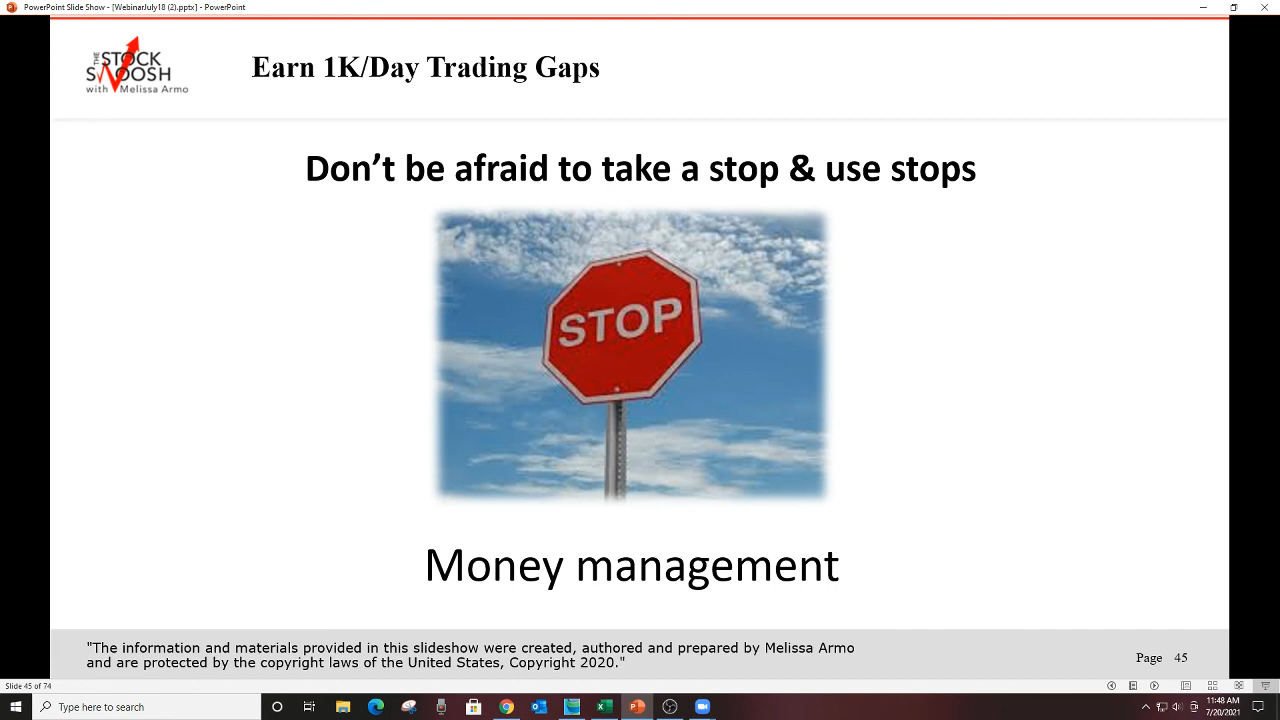 PowerPoint Slide Show - [WebinarJuly18 (2).pptx] - PowerPoint
THE
STOCK
SWOOSH
with Melissa Armo
Earn 1K/Day Trading Gaps
Don’t be afraid to take a stop & use stops
STOP
Money management
"The information and materials provided in this slideshow were created, authored and prepared by Melissa Armo
and are protected by the copyright laws of the United States, Copyright 2020."
Page 45
Slide 45 of 74
Type here to search
11:48 AM
7/20/2021